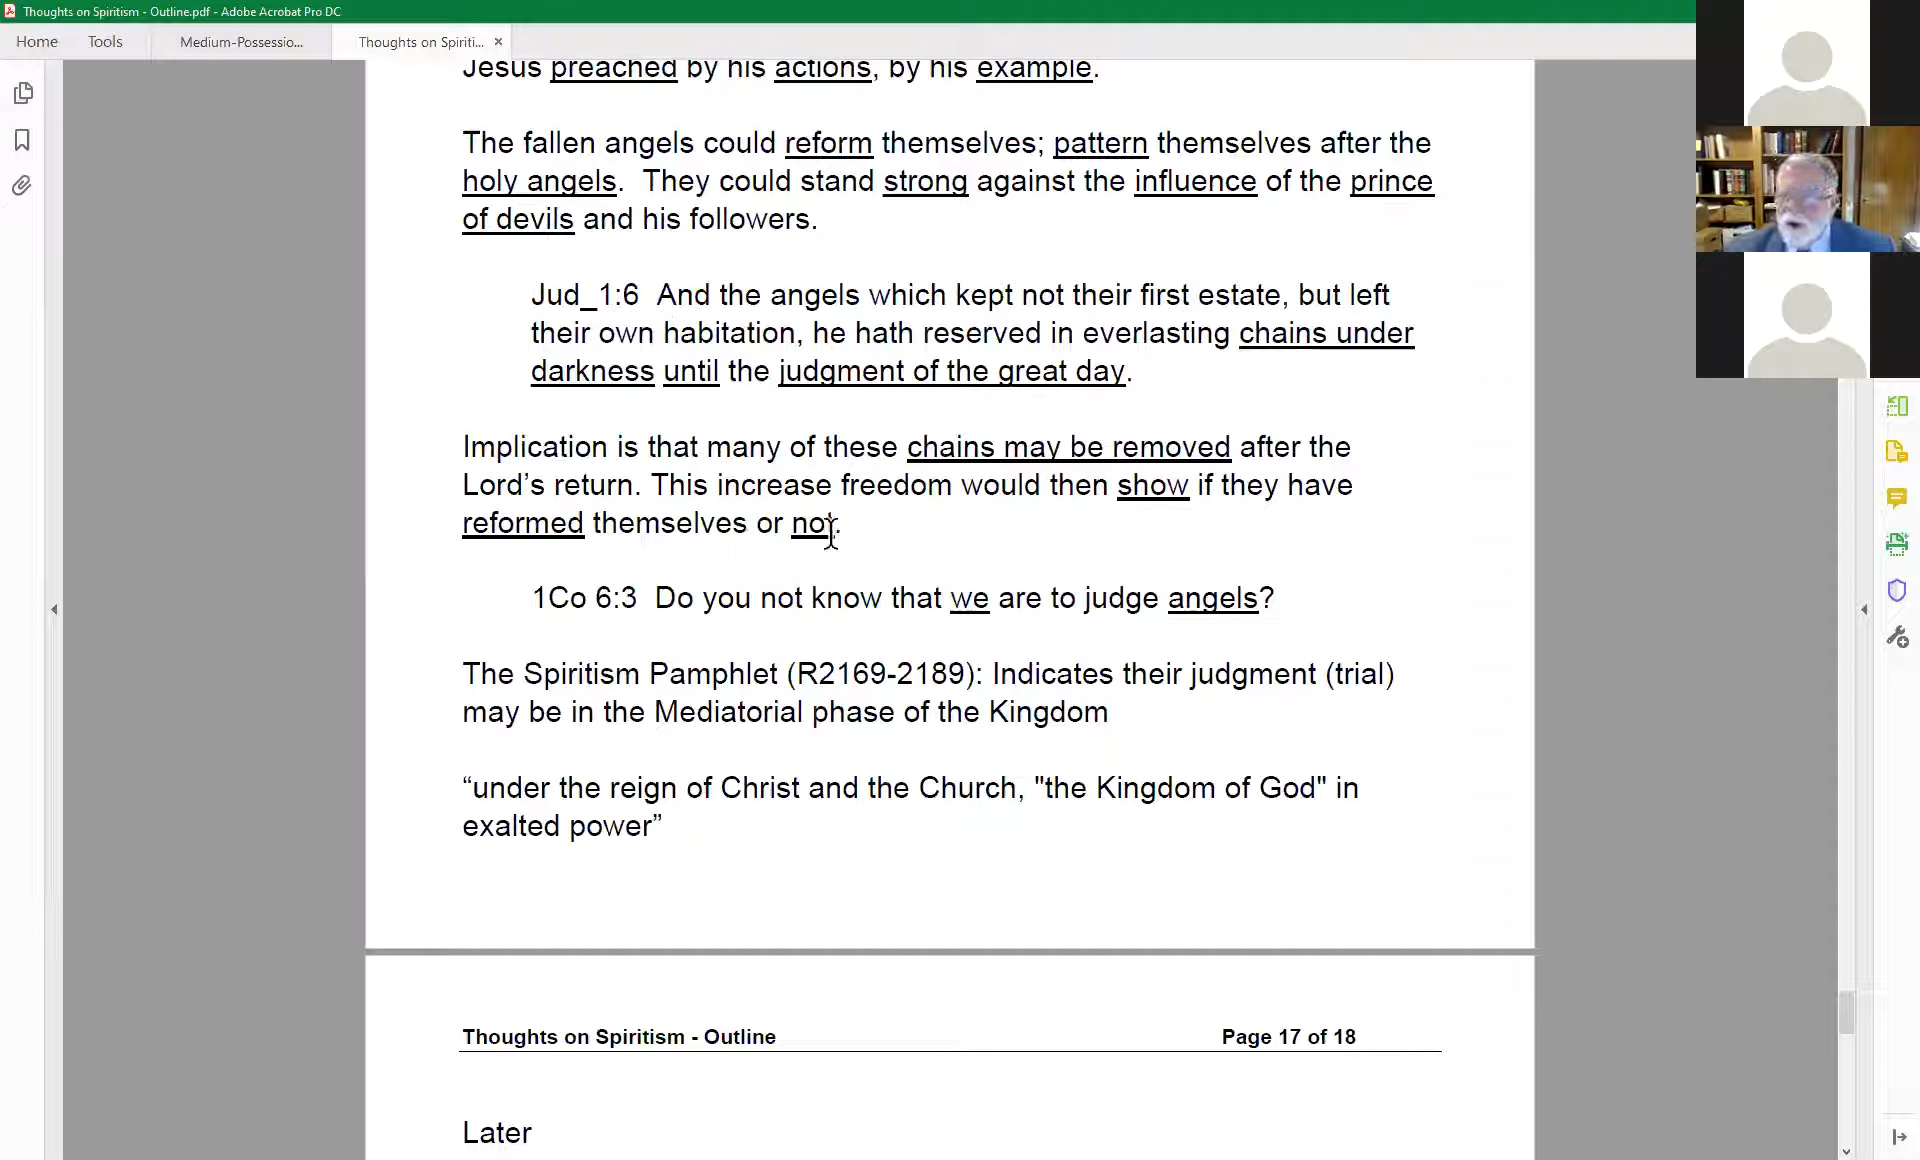 Thoughts on Spiritism - Outline.pdf - Adobe Acrobat Pro DC
Home Tools Medium-Possessio... Thoughts on Spiriti... ×
Jesus preached by his actions, by his example.
The fallen angels could reform themselves; pattern themselves after the
holy angels. They could stand strong against the influence of the prince
of devils and his followers.
Jud_1:6 And the angels which kept not their first estate, but left
their own habitation, he hath reserved in everlasting chains under
darkness until the judgment of the great day.
Implication is that many of these chains may be removed after the
Lord's return. This increase freedom would then show if they have
reformed themselves or not.
1Co 6:3 Do you not know that we are to judge angels?
The Spiritism Pamphlet (R2169-2189): Indicates their judgment (trial)
may be in the Mediatorial phase of the Kingdom
“under the reign of Christ and the Church, "the Kingdom of God" in
exalted power”
Thoughts on Spiritism - Outline Page 17 of 18
Later